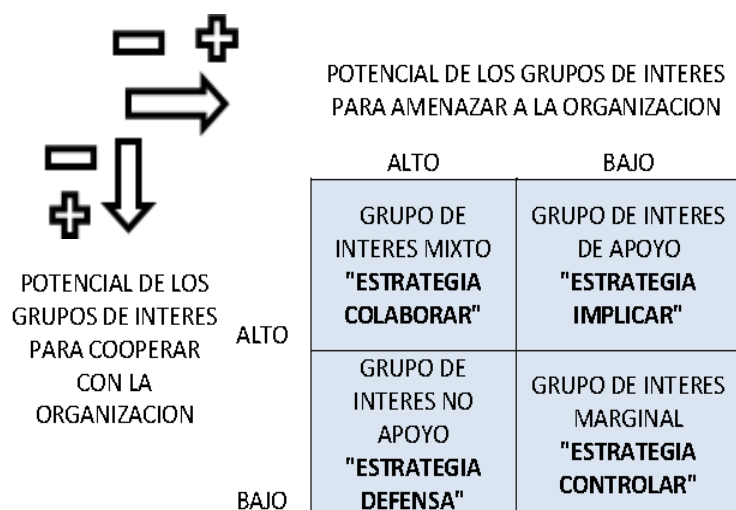 POTENCIAL DE LOS GRUPOS DE INTERES
PARA AMENAZAR A LA ORGANIZACION
ALTO
BAJO
POTENCIAL DE LOS
GRUPOS DE INTERES
PARA COOPERAR
CON LA
ORGANIZACION
ALTO
GRUPO DE
INTERES MIXTO
"ESTRATEGIA
COLABORAR"
GRUPO DE INTERES
DE APOYO
"ESTRATEGIA
IMPLICAR"
BAJO
GRUPO DE
INTERES NO
APOYO
"ESTRATEGIA
DEFENSA"
GRUPO DE INTERES
MARGINAL
"ESTRATEGIA
CONTROLAR"